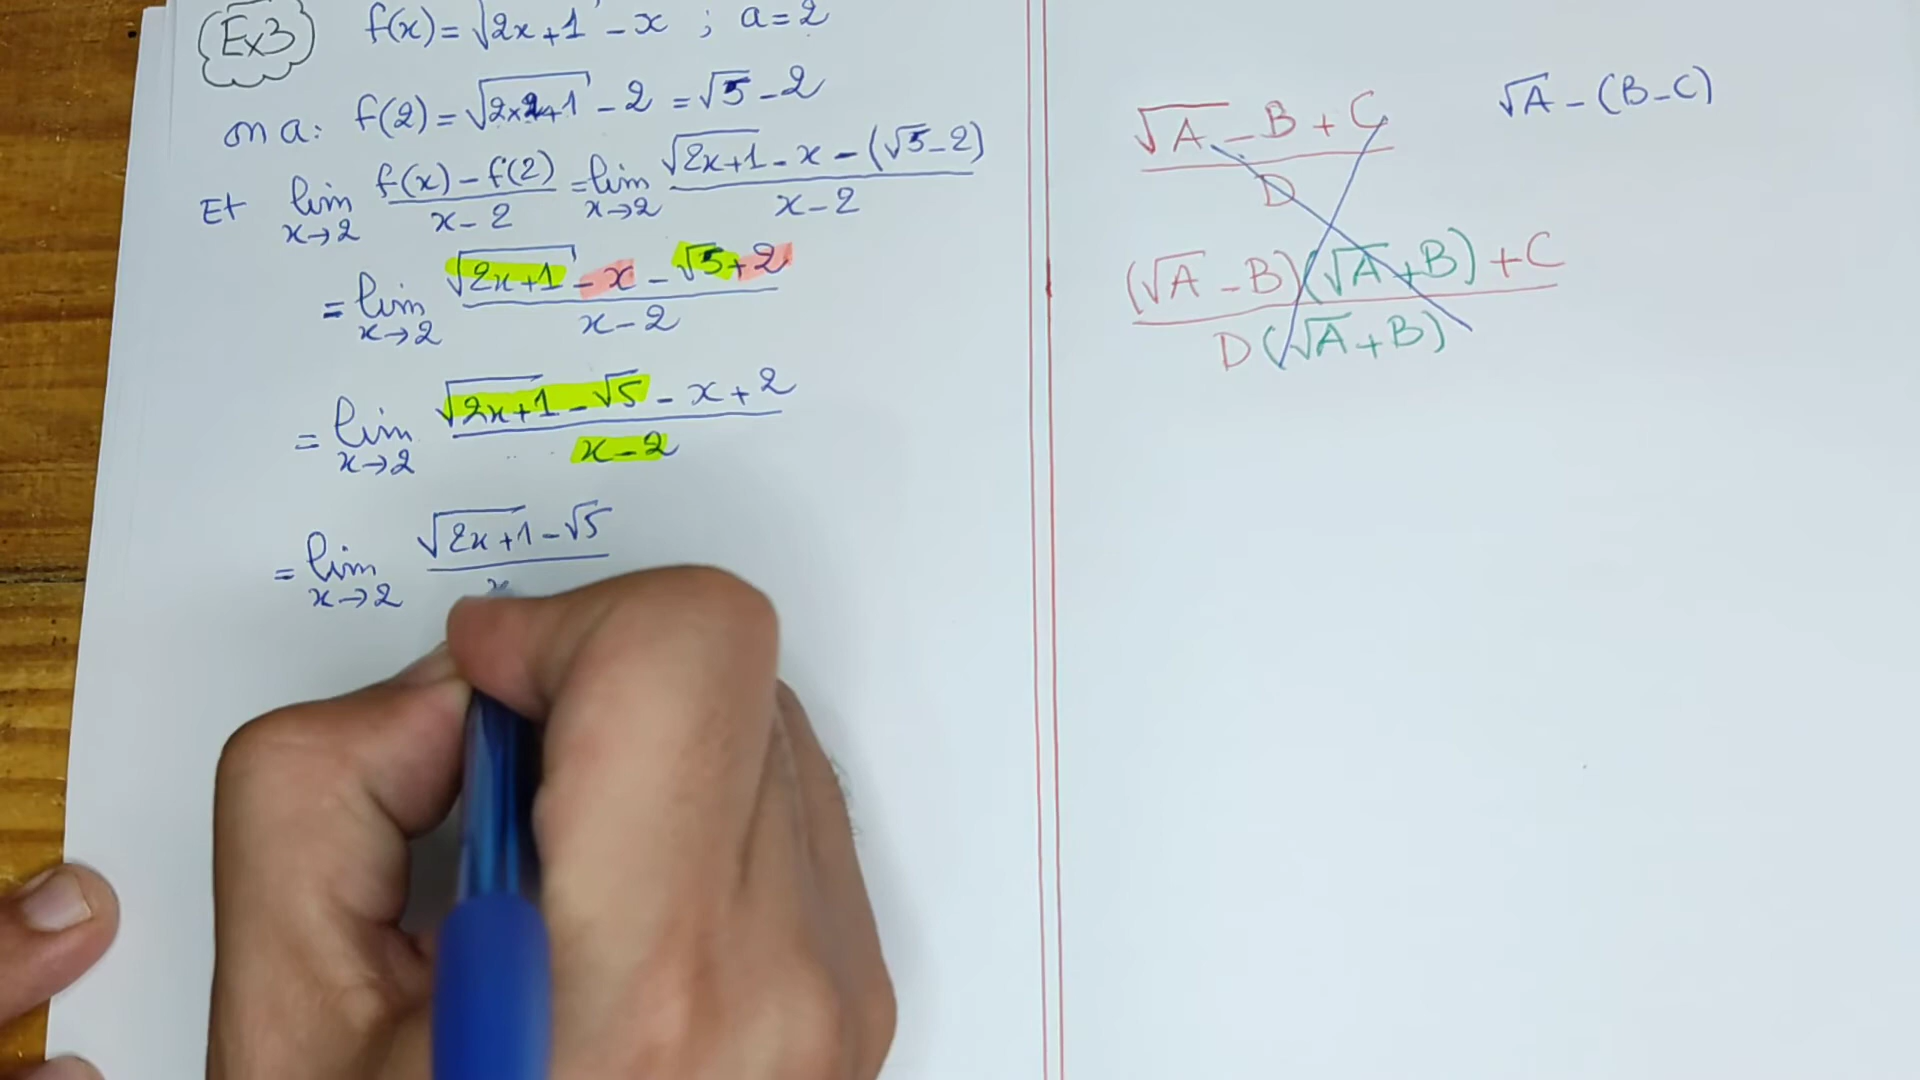 Ex3 f(x) = √2x+1 - x ; a = 2
on a: f(2) = √2×2+1 - 2 = √5 - 2
Et lim x→2 f(x) - f(2) / x - 2 = lim x→2 √2x+1 - x - (√5 - 2) / x - 2
= lim x→2 √2x+1 - x - √5 + 2 / x - 2
= lim x→2 √2x+1 - √5 - x + 2 / x - 2
= lim x→2 √2x+1 - √5 / x
√A - B + C / D
√A - (B - C)
(√A - B)(√A + B) + C / D(√A + B)